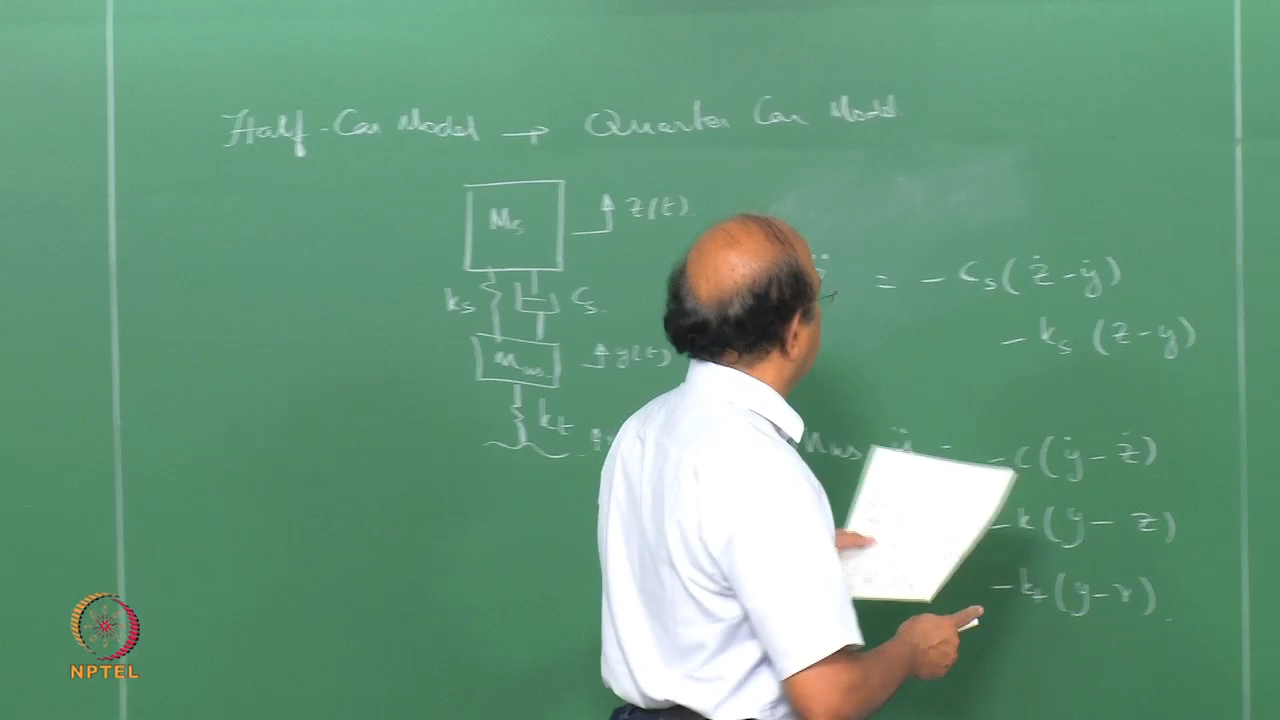 Half-Car Model → Quarter Car Model
Ms
z(t)
ks
cs
Mus
y(t)
kt
= - cs(ż-ẏ)
- ks (z-y)
Mus ÿ = - c(ẏ- ż)
- k(y- z)
- kt(y-r)
NPTEL